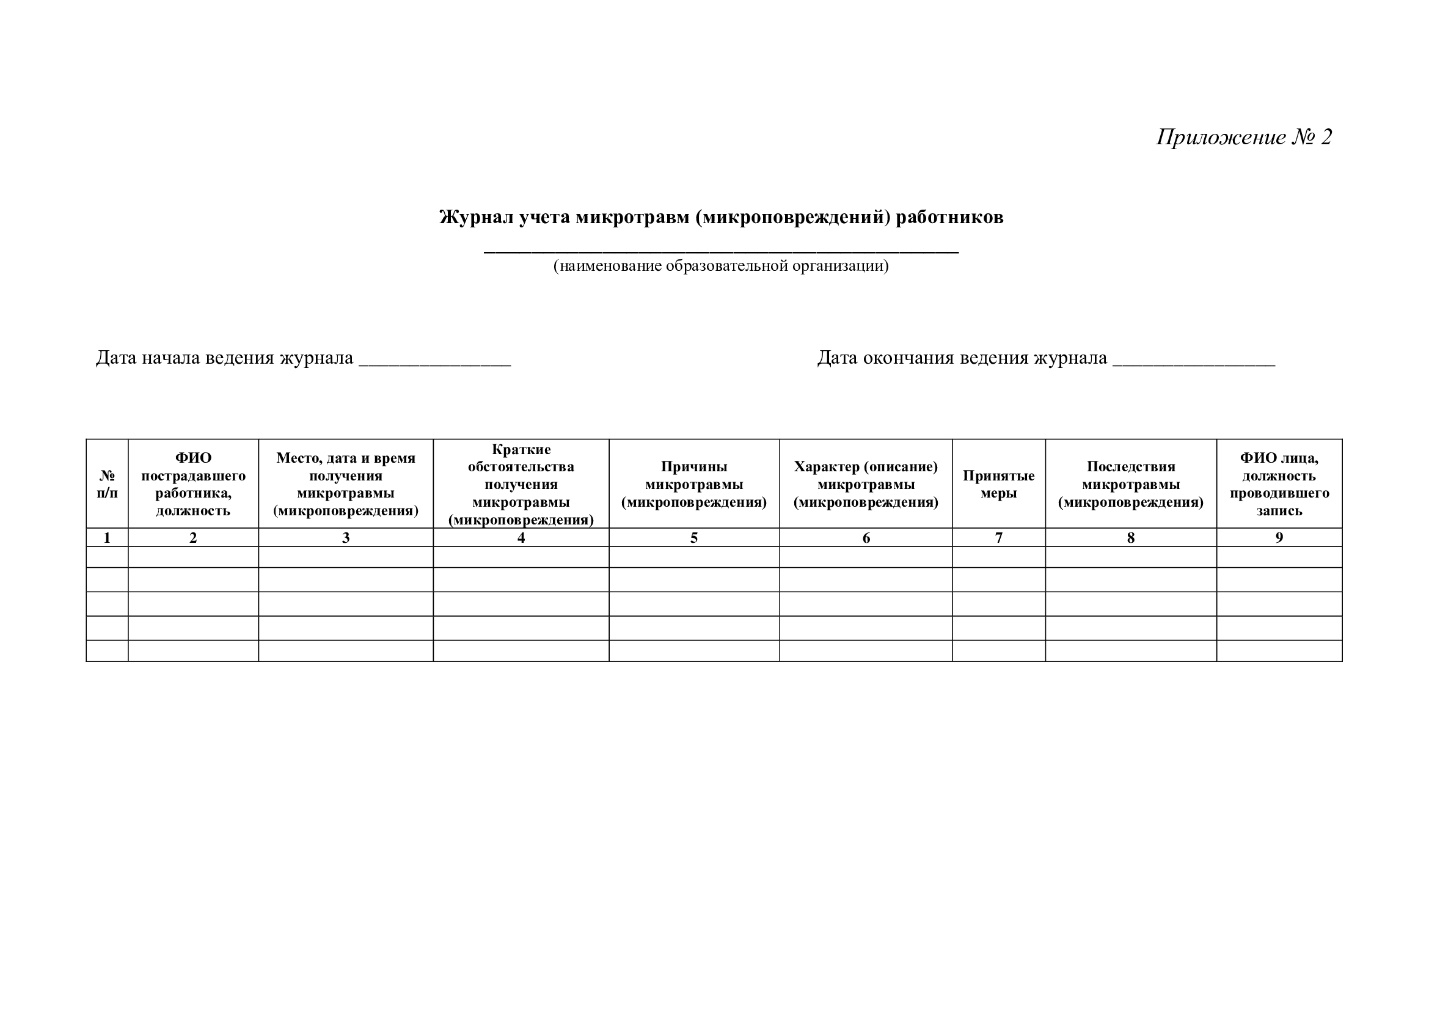 Приложение № 2
Журнал учета микротравм (микроповреждений) работников
_______________________________________________
(наименование образовательной организации)
Дата начала ведения журнала _______________ Дата окончания ведения журнала ________________
№
п/п
ФИО
пострадавшего
работника,
должность
Место, дата и время
получения
микротравмы
(микроповреждения)
Краткие
обстоятельства
получения
микротравмы
(микроповреждения)
Причины
микротравмы
(микроповреждения)
Характер (описание)
микротравмы
(микроповреждения)
Принятые
меры
Последствия
микротравмы
(микроповреждения)
ФИО лица,
должность
проводившего
запись
1 2 3 4 5 6 7 8 9